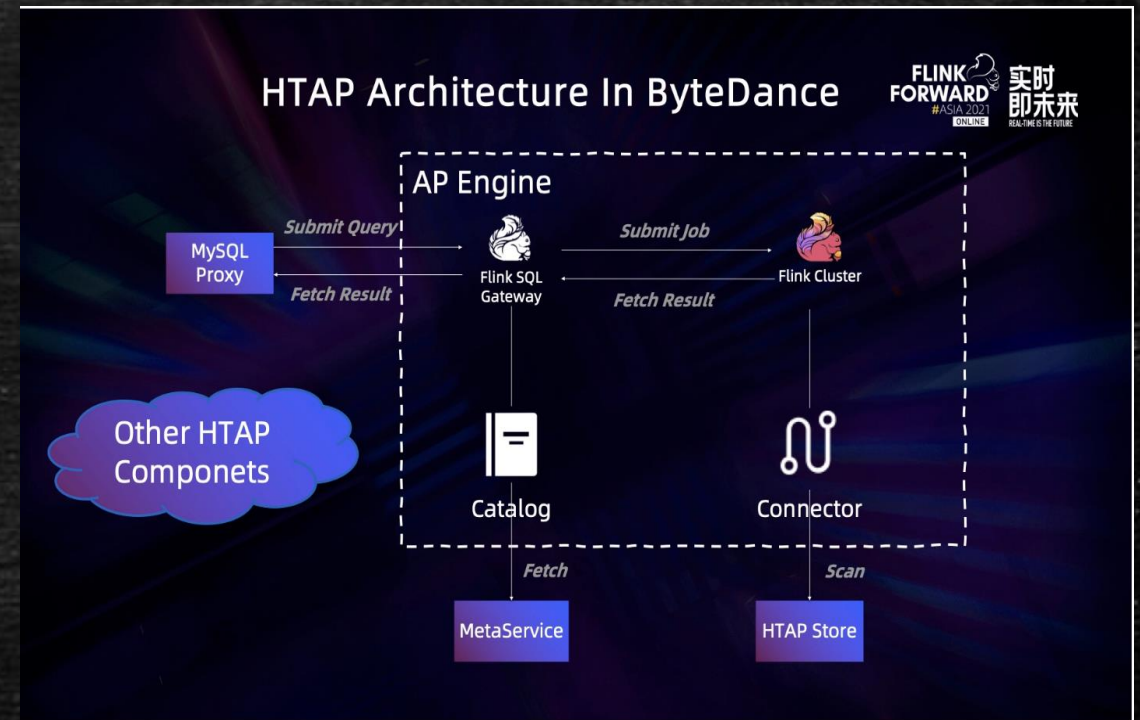 HTAP Architecture In ByteDance
FLINK
FORWARD
#ASIA 2021
ONLINE
实时
即未来
REAL-TIME IS THE FUTURE
AP Engine
Submit Query
Submit Job
MySQL
Proxy
Flink SQL
Gateway
Flink Cluster
Fetch Result
Fetch Result
Other HTAP
Componets
Catalog
Connector
Fetch
Scan
MetaService
HTAP Store